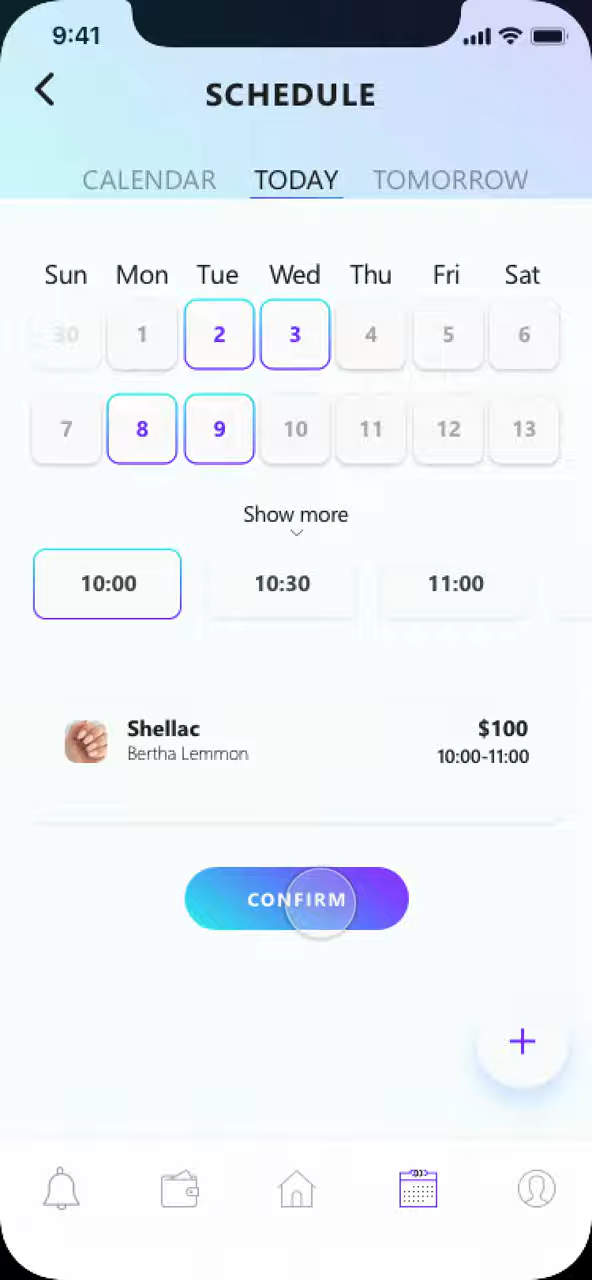 9:41
SCHEDULE
CALENDAR TODAY TOMORROW
Sun Mon Tue Wed Thu Fri Sat
30 1 2 3 4 5 6
7 8 9 10 11 12 13
Show more
10:00 10:30 11:00
Shellac $100
Bertha Lemmon 10:00-11:00
CONFIRM